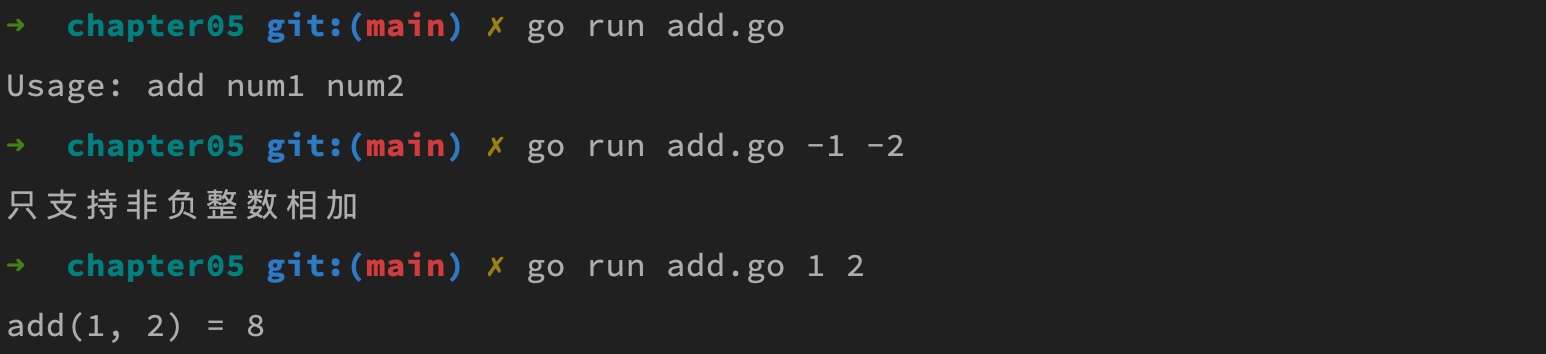 ➜  chapter05 git:(main) ✗ go run add.go
Usage: add num1 num2
➜  chapter05 git:(main) ✗ go run add.go -1 -2
只支持非负整数相加
➜  chapter05 git:(main) ✗ go run add.go 1 2
add(1, 2) = 8